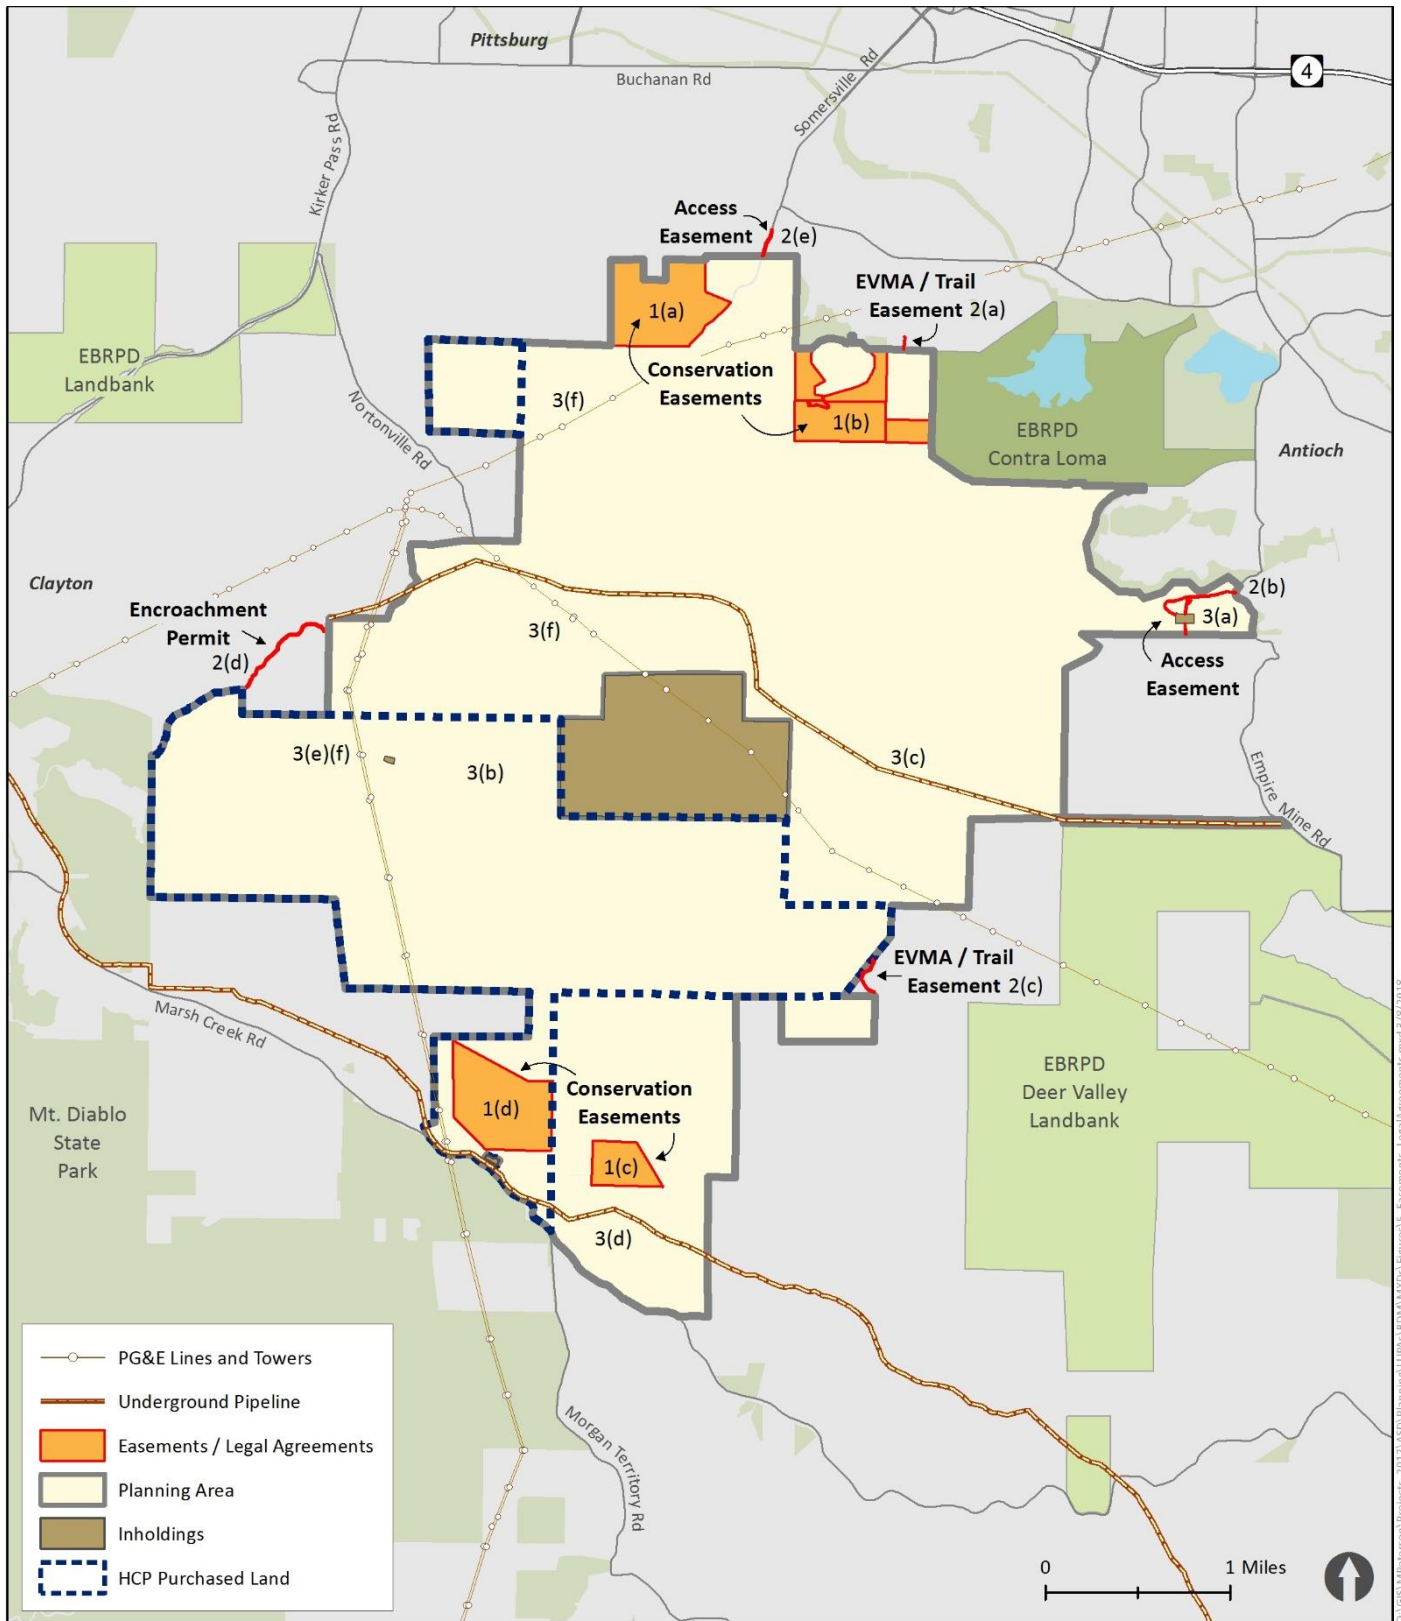 Pittsburg
Buchanan Rd
Somersville Rd
4
Kirker Pass Rd
Access
Easement
2(e)
EVMA / Trail
Easement 2(a)
1(a)
EBRPD
Landbank
Conservation
Easements
3(f)
1(b)
EBRPD
Contra Loma
Antioch
Nortonville Rd
Clayton
Encroachment
Permit
2(d)
3(f)
2(b)
3(a)
Access
Easement
3(e)(f)
3(b)
3(c)
Empire Mine Rd
EVMA / Trail
Easement 2(c)
Marsh Creek Rd
EBRPD
Deer Valley
Landbank
Mt. Diablo
State
Park
Conservation
Easements
1(d)
1(c)
3(d)
Morgan Territory Rd
PG&E Lines and Towers
Underground Pipeline
Easements / Legal Agreements
Planning Area
Inholdings
HCP Purchased Land
0
1 Miles